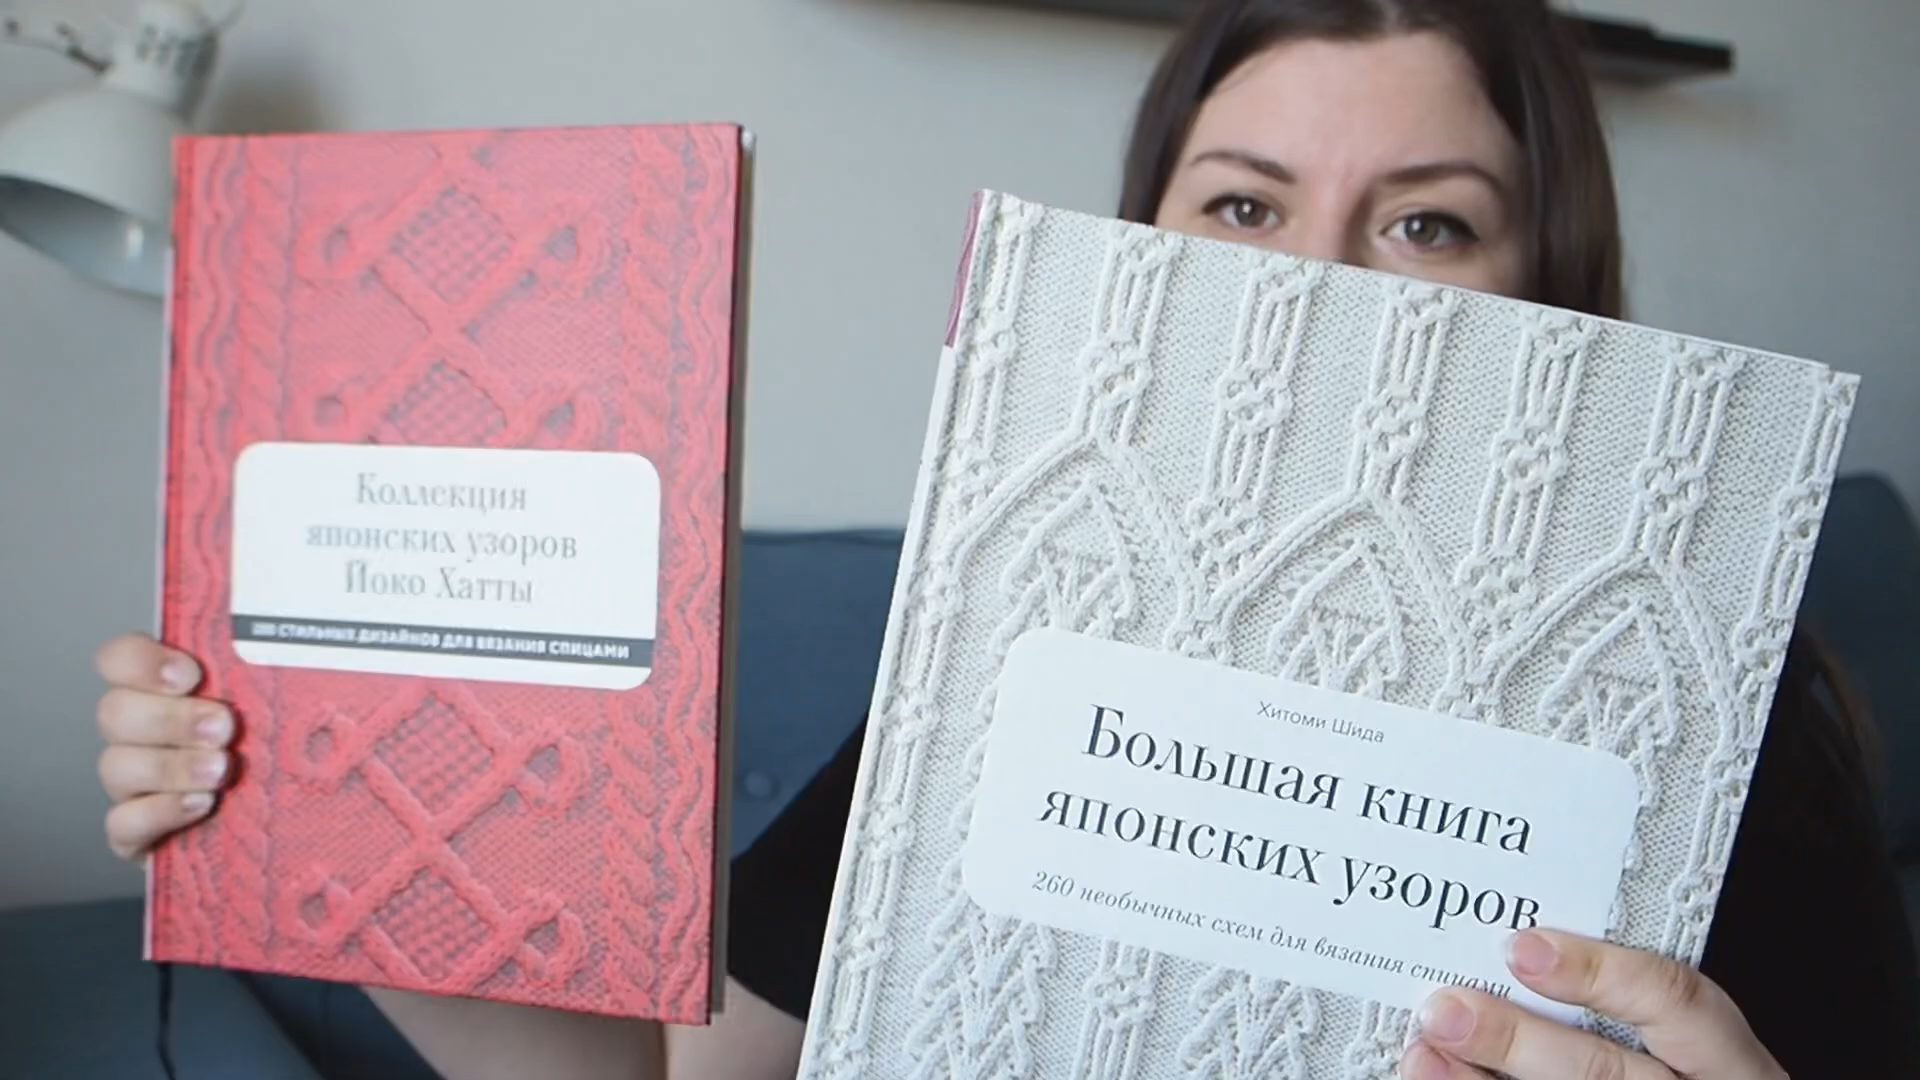 Коллекция
японских узоров
Йоко Хатты
СТИЛЬНЫХ ДИЗАЙНОВ ДЛЯ ВЯЗАНИЯ СПИЦАМИ
Хитоми Шида
Большая книга
японских узоров
260 необычных схем для вязания спицами